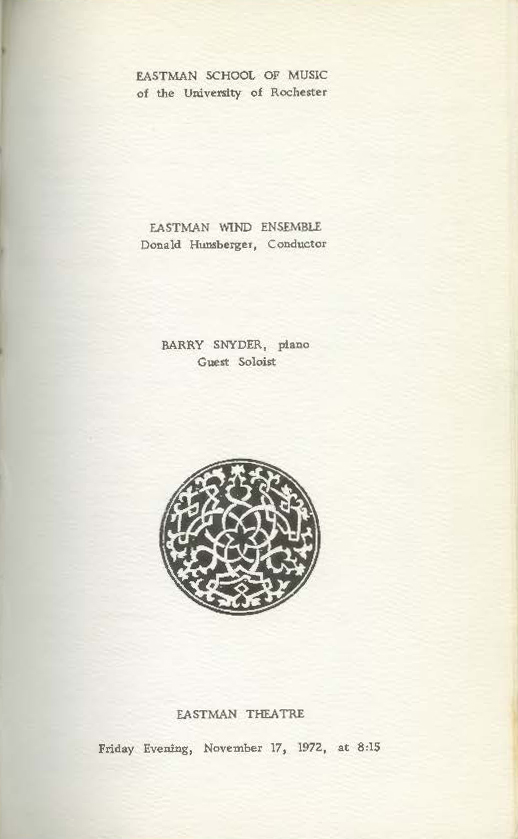 EASTMAN SCHOOL OF MUSIC
of the University of Rochester
EASTMAN WIND ENSEMBLE
Donald Hunsberger, Conductor
BARRY SNYDER, piano
Guest Soloist
EASTMAN THEATRE
Friday Evening, November 17, 1972, at 8:15